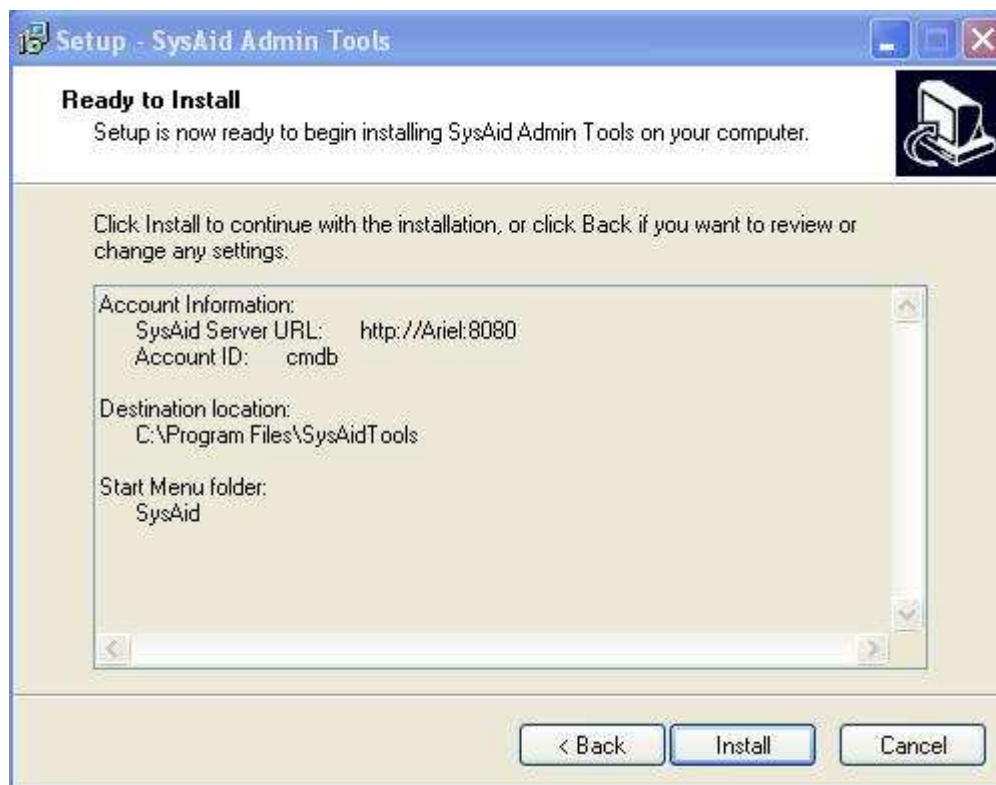 Setup - SysAid Admin Tools
Ready to Install
Setup is now ready to begin installing SysAid Admin Tools on your computer.
Click Install to continue with the installation, or click Back if you want to review or
change any settings.
Account Information:
SysAid Server URL: http://Ariel:8080
Account ID: cmdb
Destination location:
C:\Program Files\SysAidTools
Start Menu folder:
SysAid
< Back Install Cancel